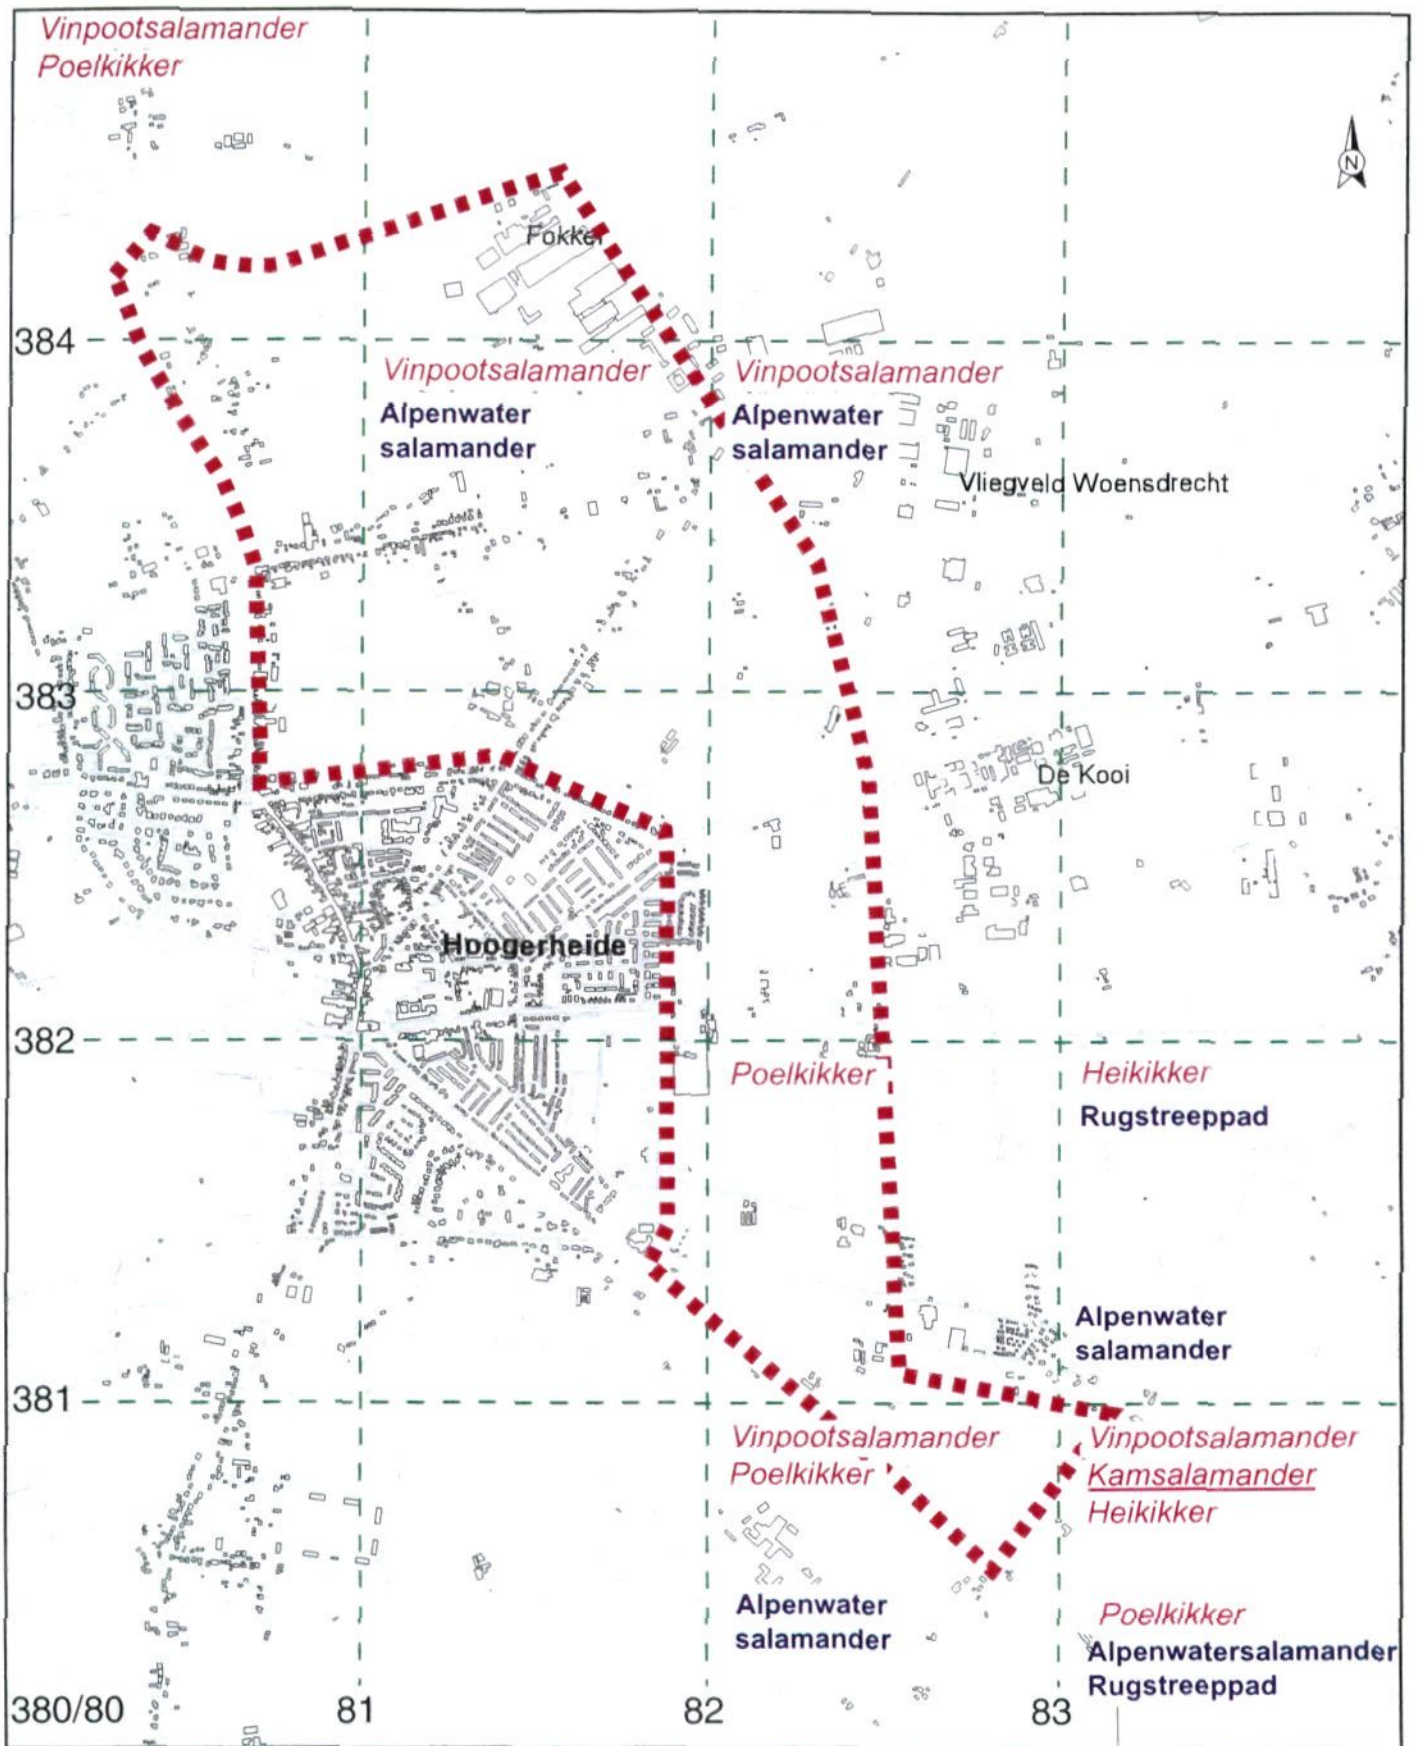 Vinpootsalamander
Poelkikker
N
Fokker
384
Vinpootsalamander
Alpenwater
salamander
Vinpootsalamander
Alpenwater
salamander
Vliegveld Woensdrecht
383
De Kooi
Hoogerheide
382
Poelkikker
Heikikker
Rugstreeppad
Alpenwater
salamander
381
Vinpootsalamander
Poelkikker
Vinpootsalamander
Kamsalamander
Heikikker
Alpenwater
salamander
Poelkikker
Alpenwatersalamander
Rugstreeppad
380/80
81
82
83